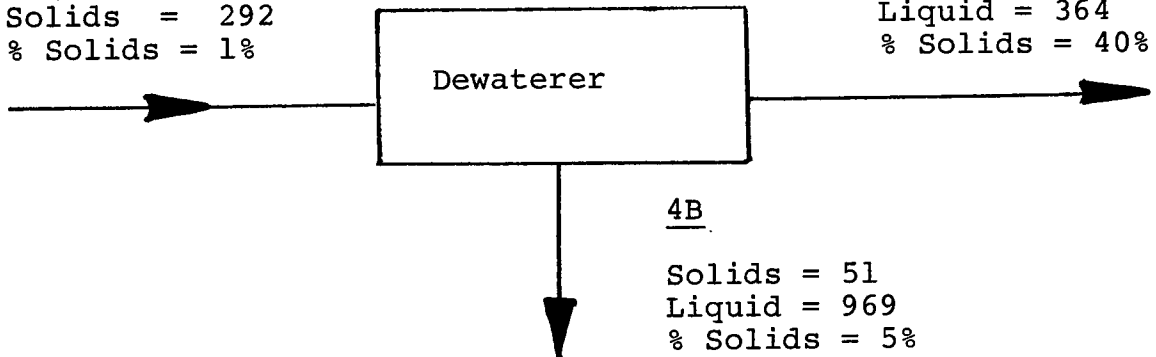 Solids = 292
% Solids = 1%
Dewaterer
Liquid = 364
% Solids = 40%
4B
Solids = 51
Liquid = 969
% Solids = 5%